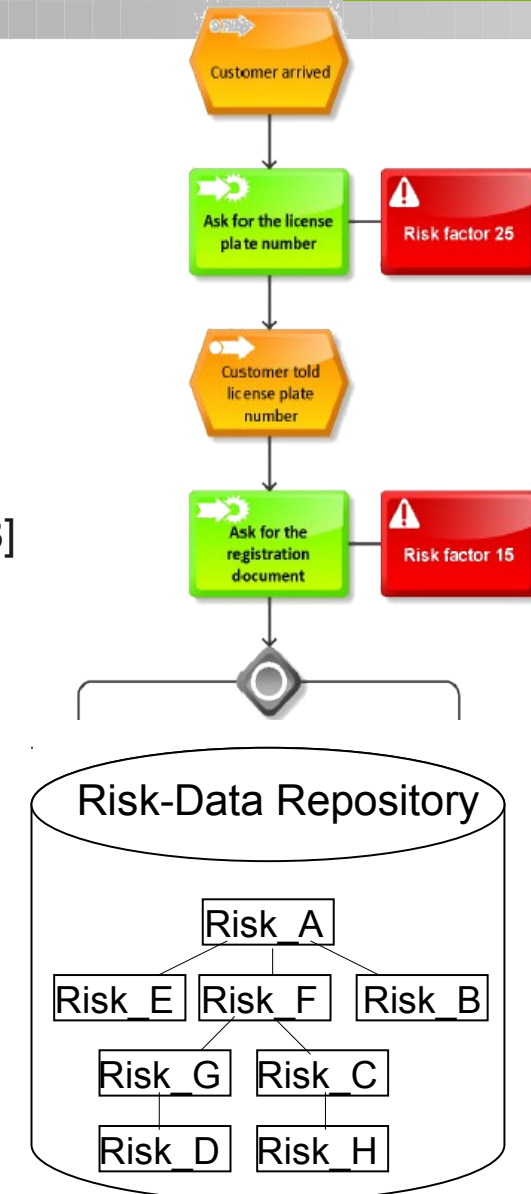 Customer arrived
Ask for the license
plate number
Risk factor 25
Customer told
license plate
number
]
Ask for the
registration
document
Risk factor 15
Risk-Data Repository
Risk_A
Risk_E Risk_F Risk_B
Risk_G Risk_C
Risk_D Risk_H